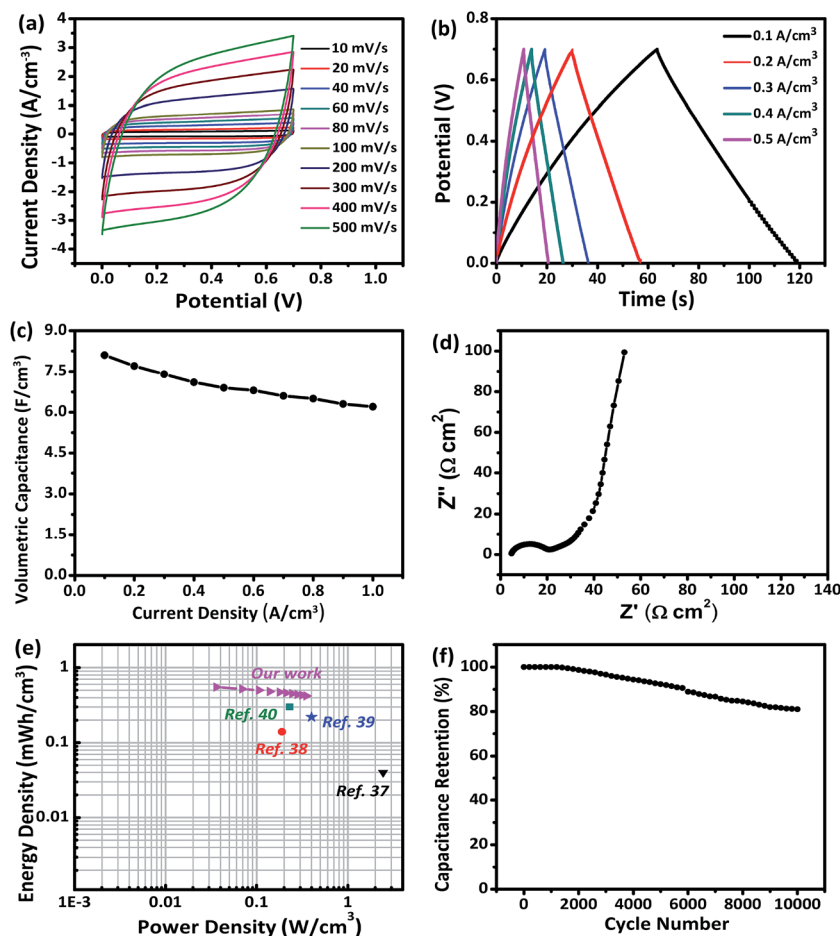 (a)
Current Density (A/cm⁻³)
4
3
2
1
0
-1
-2
-3
-4
0.0 0.2 0.4 0.6 0.8 1.0
Potential (V)
10 mV/s
20 mV/s
40 mV/s
60 mV/s
80 mV/s
100 mV/s
200 mV/s
300 mV/s
400 mV/s
500 mV/s
(b)
Potential (V)
0.8
0.6
0.4
0.2
0.0
0 20 40 60 80 100 120
Time (s)
0.1 A/cm³
0.2 A/cm³
0.3 A/cm³
0.4 A/cm³
0.5 A/cm³
(c)
Volumetric Capacitance (F/cm³)
9.0
7.5
6.0
4.5
3.0
1.5
0.0
0.0 0.2 0.4 0.6 0.8 1.0
Current Density (A/cm³)
(d)
Z'' (Ω cm²)
100
80
60
40
20
0
0 20 40 60 80 100 120 140
Z' (Ω cm²)
(e)
Energy Density (mWh/cm³)
1
0.1
0.01
1E-3 0.01 0.1 1
Power Density (W/cm³)
Our work
Ref. 40
Ref. 39
Ref. 38
Ref. 37
(f)
Capacitance Retention (%)
100
80
60
40
20
0
0 2000 4000 6000 8000 10000
Cycle Number